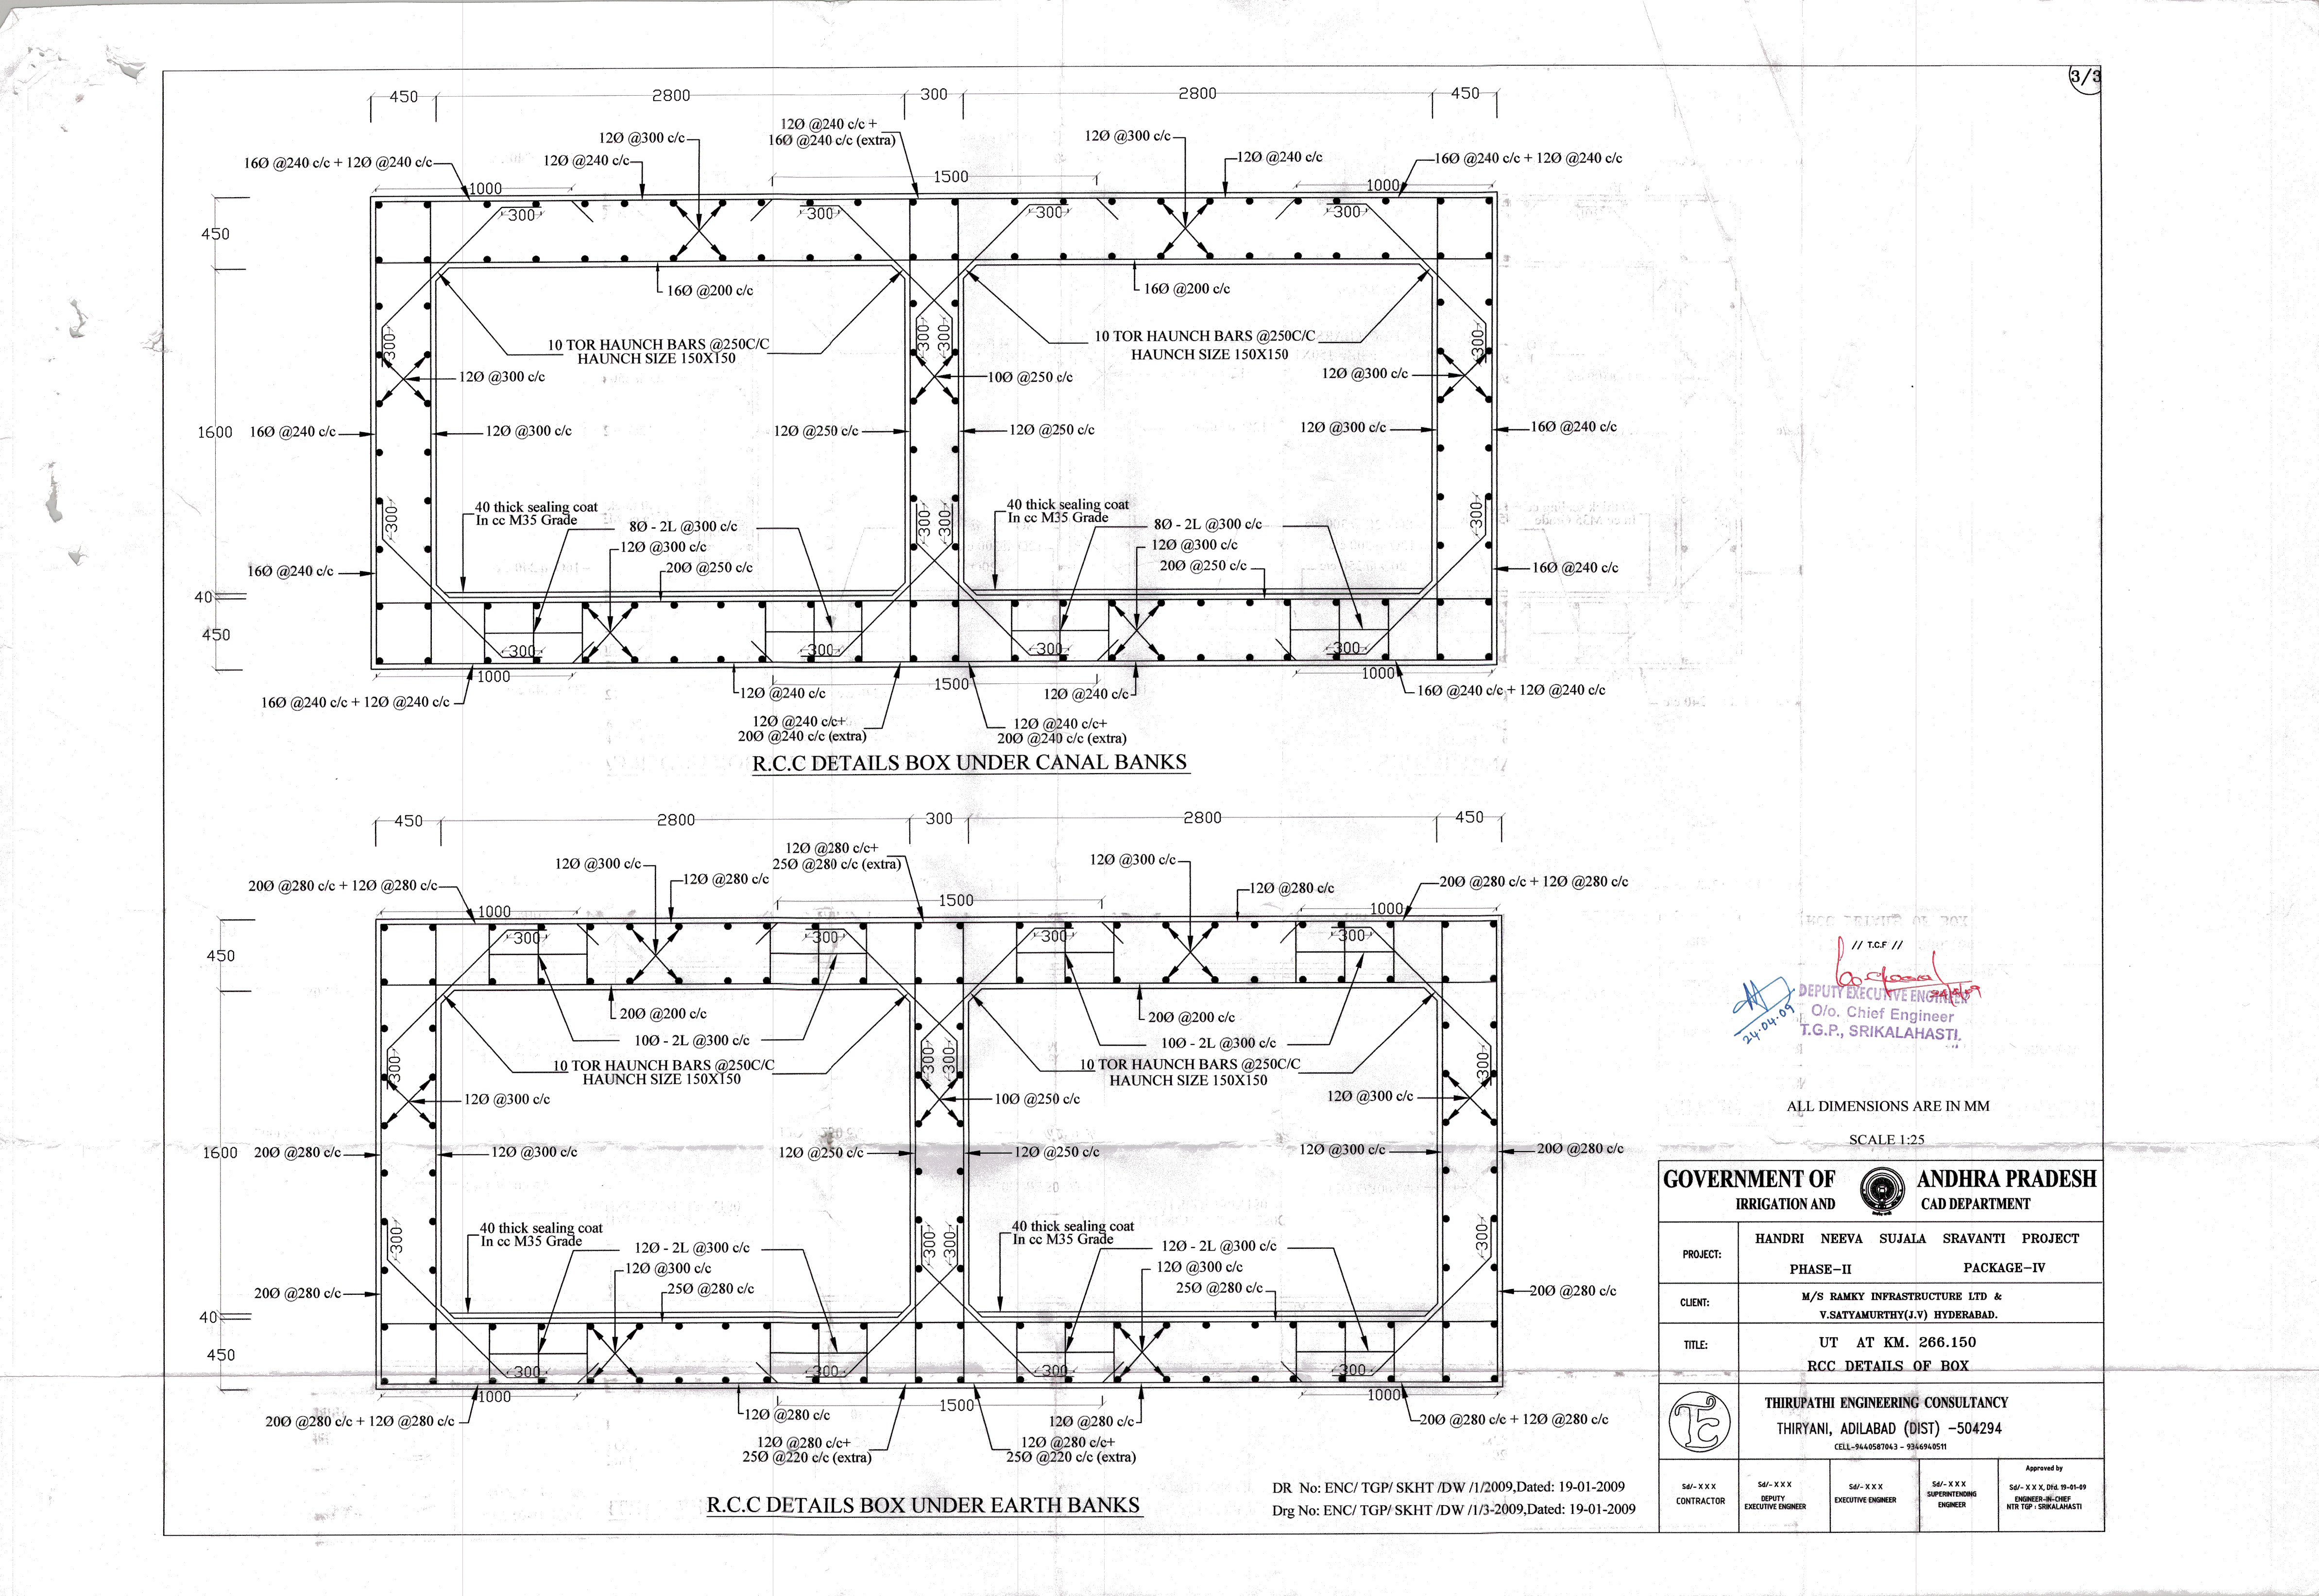 3/3
450 2800 300 2800 450
12Ø @240 c/c +
16Ø @240 c/c (extra)
12Ø @300 c/c
12Ø @300 c/c
16Ø @240 c/c + 12Ø @240 c/c
12Ø @240 c/c
12Ø @240 c/c
16Ø @240 c/c + 12Ø @240 c/c
1000 1500 1000
300 300 300 300
450
16Ø @200 c/c
16Ø @200 c/c
10 TOR HAUNCH BARS @250C/C
HAUNCH SIZE 150X150
10 TOR HAUNCH BARS @250C/C
HAUNCH SIZE 150X150
300 300 300 300
12Ø @300 c/c
10Ø @250 c/c
12Ø @300 c/c
1600
16Ø @240 c/c
12Ø @300 c/c
12Ø @250 c/c
12Ø @250 c/c
12Ø @300 c/c
16Ø @240 c/c
40 thick sealing coat
In cc M35 Grade
40 thick sealing coat
In cc M35 Grade
300 300 300 300
8Ø - 2L @300 c/c
8Ø - 2L @300 c/c
12Ø @300 c/c
12Ø @300 c/c
20Ø @250 c/c
20Ø @250 c/c
16Ø @240 c/c
16Ø @240 c/c
40
450
300 300 300 300
1000 1500 1000
16Ø @240 c/c + 12Ø @240 c/c
12Ø @240 c/c
12Ø @240 c/c
16Ø @240 c/c + 12Ø @240 c/c
12Ø @240 c/c+
20Ø @240 c/c (extra)
12Ø @240 c/c+
20Ø @240 c/c (extra)
R.C.C DETAILS BOX UNDER CANAL BANKS
450 2800 300 2800 450
12Ø @280 c/c+
25Ø @280 c/c (extra)
12Ø @300 c/c
12Ø @300 c/c
20Ø @280 c/c + 12Ø @280 c/c
12Ø @280 c/c
12Ø @280 c/c
20Ø @280 c/c + 12Ø @280 c/c
1000 1500 1000
300 300 300 300
450
20Ø @200 c/c
20Ø @200 c/c
10Ø - 2L @300 c/c
10Ø - 2L @300 c/c
10 TOR HAUNCH BARS @250C/C
HAUNCH SIZE 150X150
10 TOR HAUNCH BARS @250C/C
HAUNCH SIZE 150X150
300 300 300 300
12Ø @300 c/c
10Ø @250 c/c
12Ø @300 c/c
1600
20Ø @280 c/c
12Ø @300 c/c
12Ø @250 c/c
12Ø @250 c/c
12Ø @300 c/c
20Ø @280 c/c
40 thick sealing coat
In cc M35 Grade
40 thick sealing coat
In cc M35 Grade
300 300 300 300
12Ø - 2L @300 c/c
12Ø - 2L @300 c/c
12Ø @300 c/c
12Ø @300 c/c
25Ø @280 c/c
25Ø @280 c/c
20Ø @280 c/c
20Ø @280 c/c
40
450
300 300 300 300
1000 1500 1000
20Ø @280 c/c + 12Ø @280 c/c
12Ø @280 c/c
12Ø @280 c/c
20Ø @280 c/c + 12Ø @280 c/c
12Ø @280 c/c+
25Ø @220 c/c (extra)
12Ø @280 c/c+
25Ø @220 c/c (extra)
R.C.C DETAILS BOX UNDER EARTH BANKS
DR No: ENC/ TGP/ SKHT /DW /1/2009,Dated: 19-01-2009
Drg No: ENC/ TGP/ SKHT /DW /1/3-2009,Dated: 19-01-2009
// T.C.F //
24.04.09
DEPUTY EXECUTIVE ENGINEER
O/o. Chief Engineer
T.G.P., SRIKALAHASTI.
ALL DIMENSIONS ARE IN MM
SCALE 1:25
GOVERNMENT OF ANDHRA PRADESH
IRRIGATION AND CAD DEPARTMENT
PROJECT:
HANDRI NEEVA SUJALA SRAVANTI PROJECT
PHASE-II PACKAGE-IV
CLIENT:
M/S RAMKY INFRASTRUCTURE LTD &
V.SATYAMURTHY(J.V) HYDERABAD.
TITLE:
UT AT KM. 266.150
RCC DETAILS OF BOX
THIRUPATHI ENGINEERING CONSULTANCY
THIRYANI, ADILABAD (DIST) -504294
CELL-9440587043 - 9346940511
Sd/- X X X
CONTRACTOR
Sd/- X X X
DEPUTY
EXECUTIVE ENGINEER
Sd/- X X X
EXECUTIVE ENGINEER
Sd/- X X X
SUPERINTENDING
ENGINEER
Approved by
Sd/- X X X, Dtd. 19-01-09
ENGINEER-IN-CHIEF
NTR TGP : SRIKALAHASTI